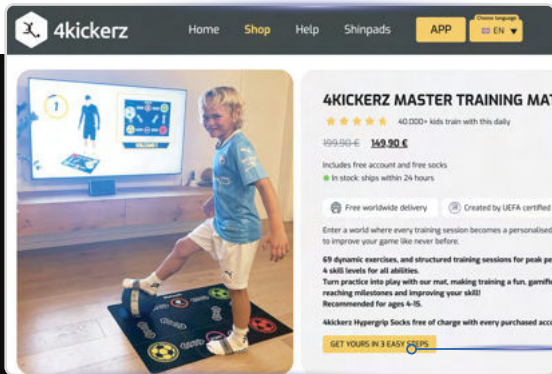 4kickerz
Home Shop Help Shinpads APP Choose language EN
1
4KICKERZ MASTER TRAINING MAT
40.000+ kids train with this daily
199,90 € 149,90 €
Includes free account and free socks
In stock: ships within 24 hours
Free worldwide delivery Created by UEFA certified
Enter a world where every training session becomes a personalised
to improve your game like never before.
69 dynamic exercises, and structured training sessions for peak pe
4 skill levels for all abilities.
Turn practice into play with our mat, making training a fun, gamifi
reaching milestones and improving your skill!
Recommended for ages 4-15.
4kickerz Hypergrip Socks free of charge with every purchased acco
GET YOURS IN 3 EASY STEPS